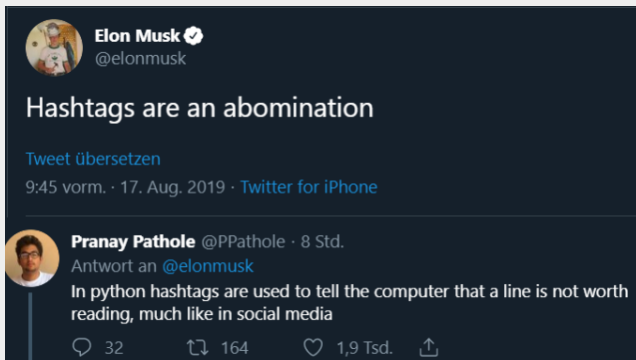 Elon Musk
@elonmusk
Hashtags are an abomination
Tweet übersetzen
9:45 vorm. · 17. Aug. 2019 · Twitter for iPhone
Pranay Pathole @PPathole · 8 Std.
Antwort an @elonmusk
In python hashtags are used to tell the computer that a line is not worth
reading, much like in social media
32 164 1,9 Tsd.